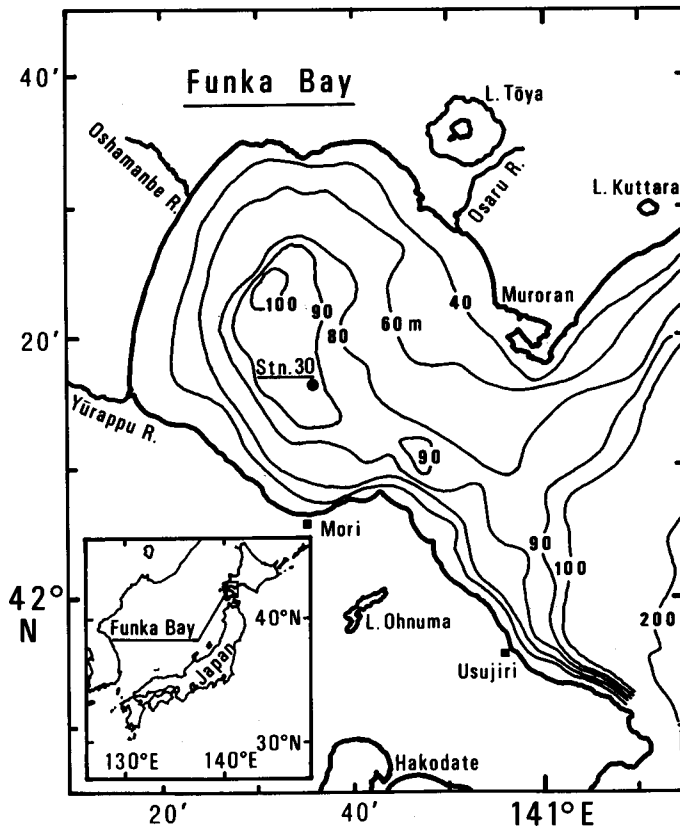 40′
Funka Bay
L. Tōya
Oshamanbe R.
Osaru R.
L. Kuttara
100
90
80
60 m
40
Muroran
20′
Stn. 30
Yūrappu R.
90
Mori
90
100
42°
N
200
L. Ohnuma
Usujiri
Funka Bay
Japan
40°N
30°N
130°E
140°E
Hakodate
20′
40′
141°E